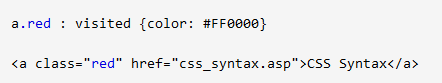 a.red : visited {color: #FF0000}
<a class="red" href="css_syntax.asp">CSS Syntax</a>